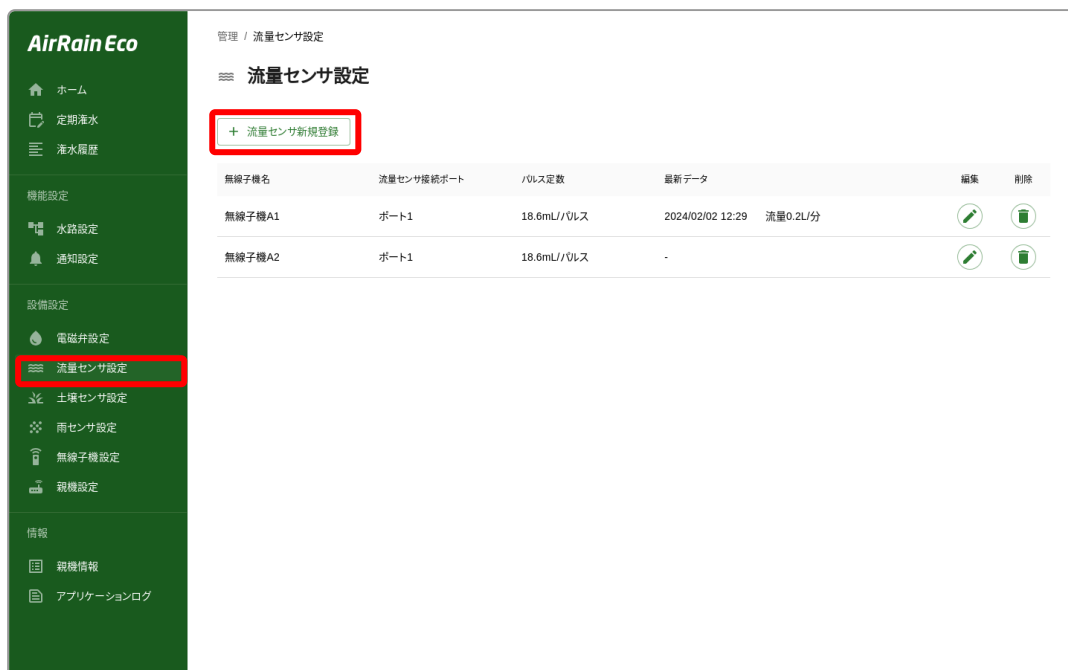 AirRain Eco
ホーム
定期潅水
潅水履歴
機能設定
水路設定
通知設定
設備設定
電磁弁設定
流量センサ設定
土壌センサ設定
雨センサ設定
無線子機設定
親機設定
情報
親機情報
アプリケーションログ
管理 / 流量センサ設定
流量センサ設定
+ 流量センサ新規登録
無線子機名 流量センサ接続ポート パルス定数 最新データ 編集 削除
無線子機A1 ポート1 18.6mL/パルス 2024/02/02 12:29 流量0.2L/分
無線子機A2 ポート1 18.6mL/パルス -